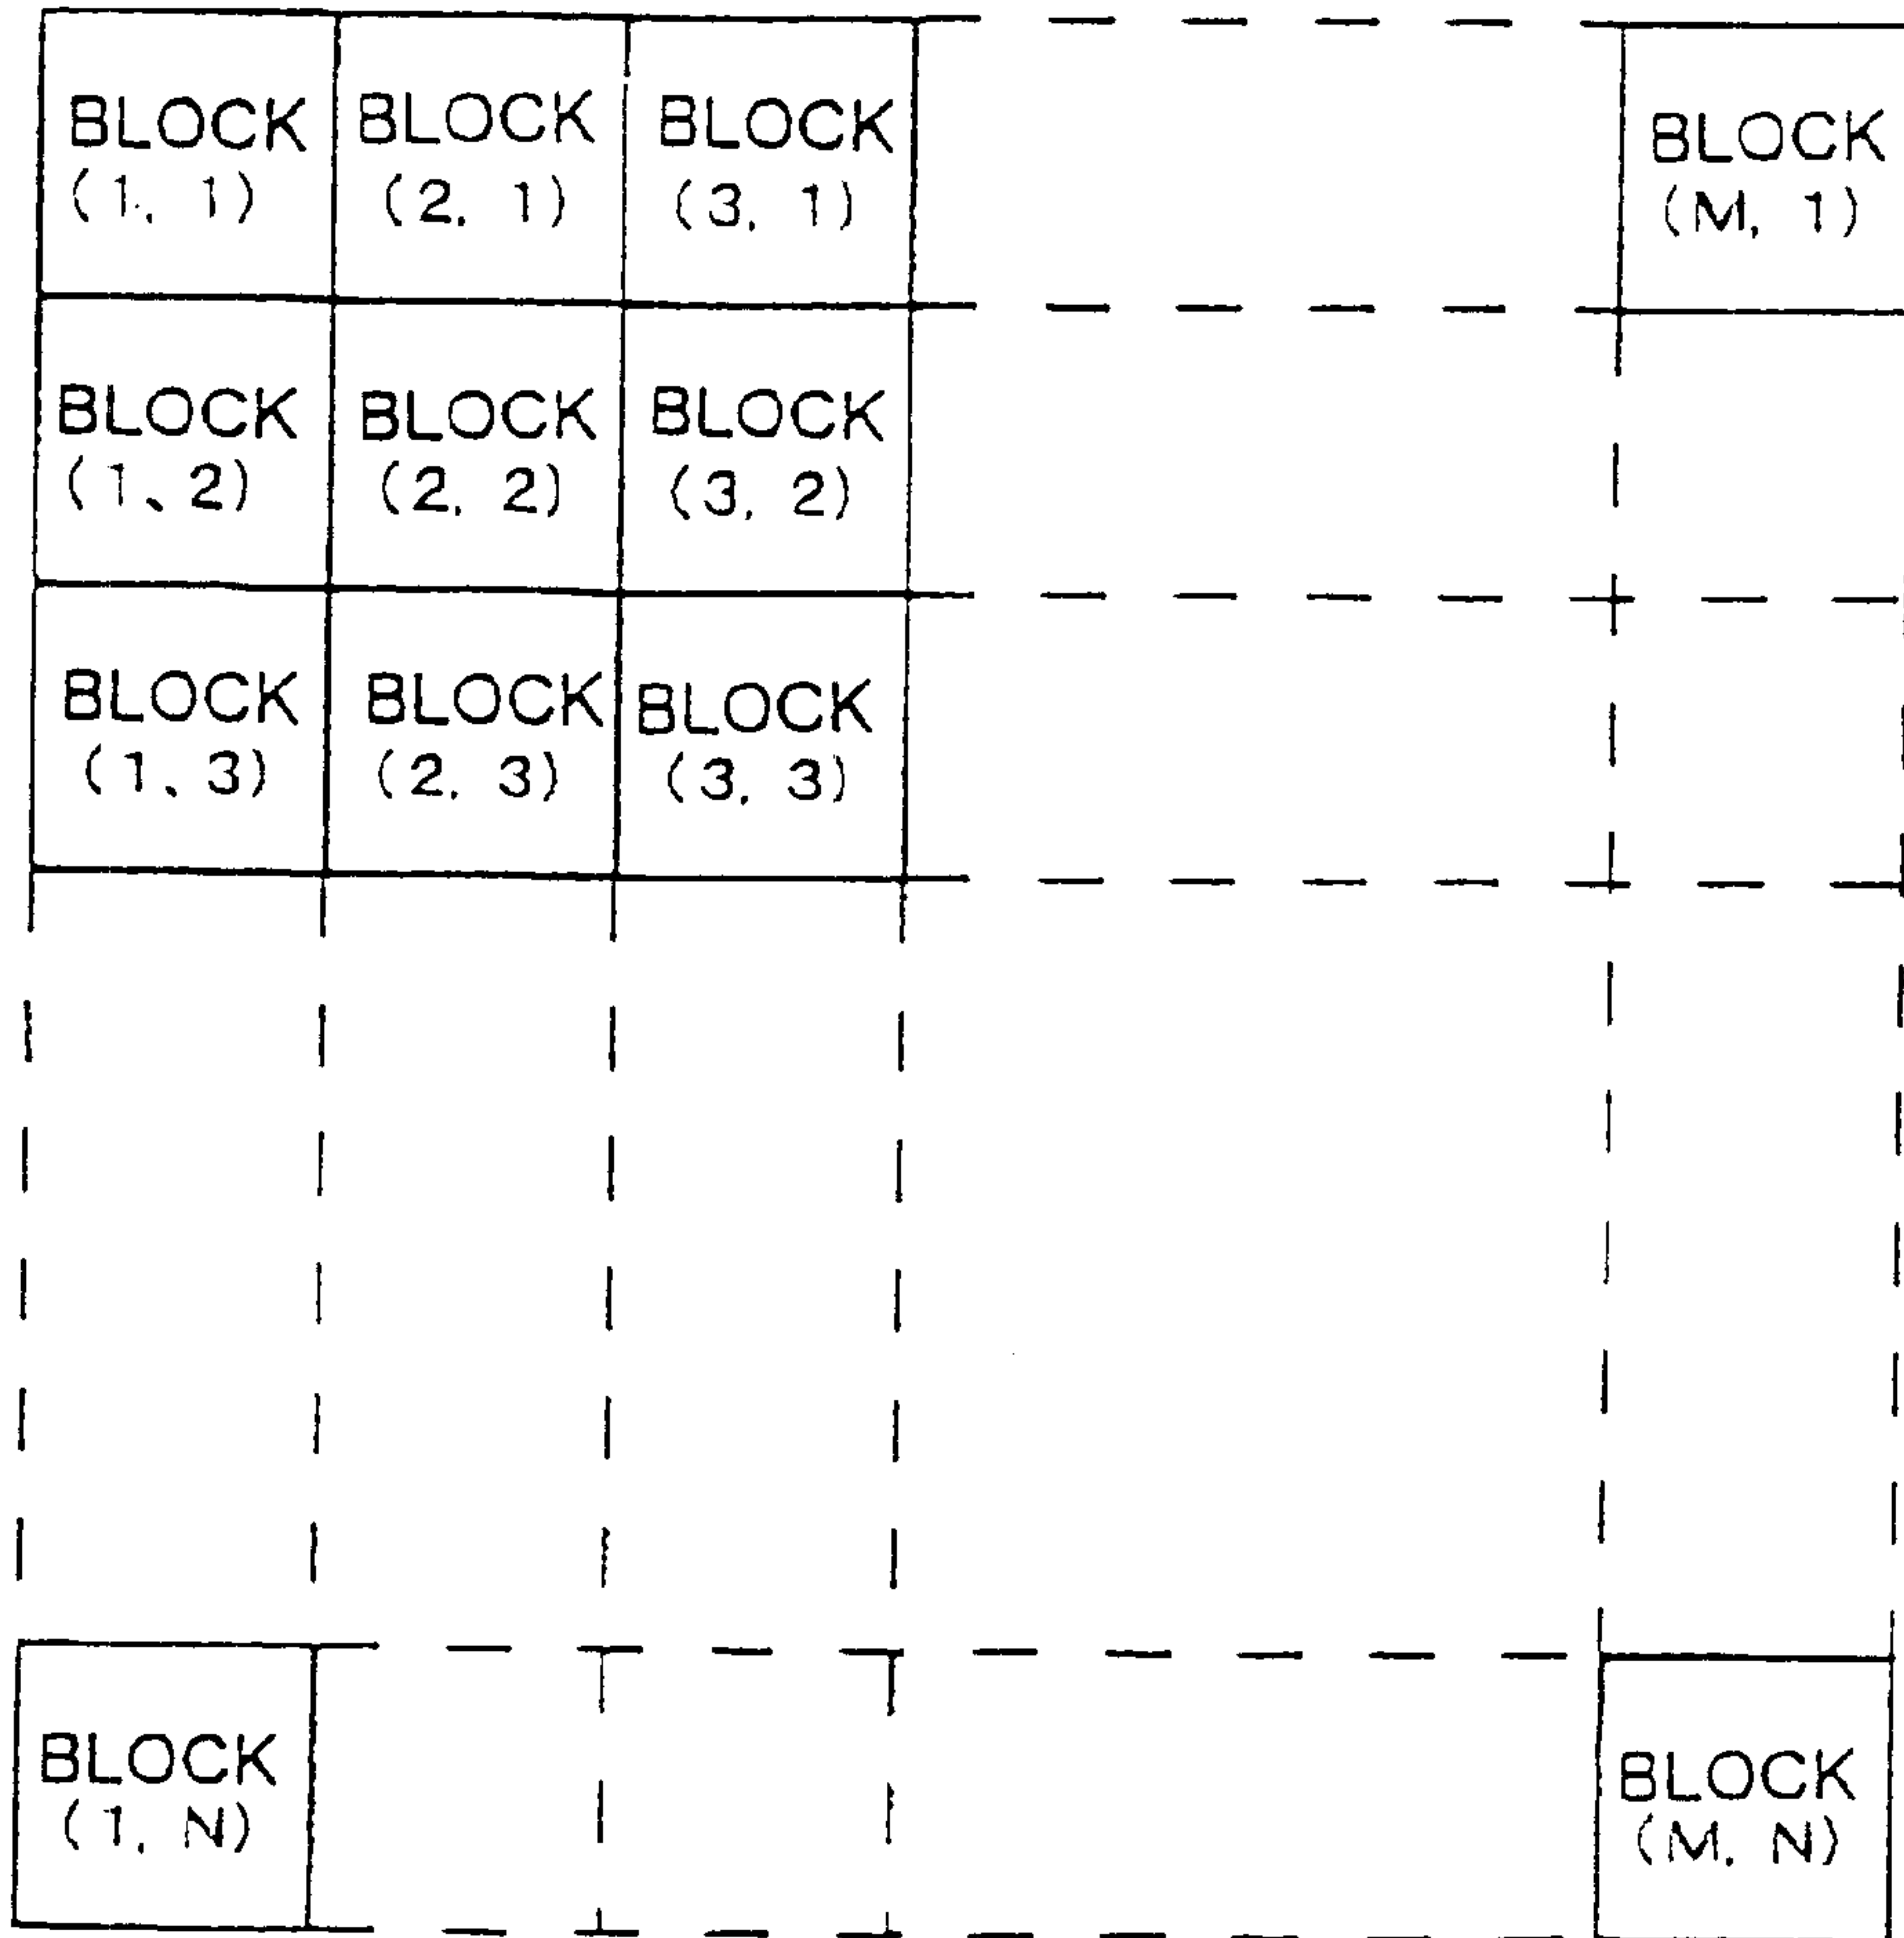 BLOCK
(1, 1)
BLOCK
(2, 1)
BLOCK
(3, 1)
BLOCK
(M, 1)
BLOCK
(1, 2)
BLOCK
(2, 2)
BLOCK
(3, 2)
BLOCK
(1, 3)
BLOCK
(2, 3)
BLOCK
(3, 3)
BLOCK
(1, N)
BLOCK
(M, N)